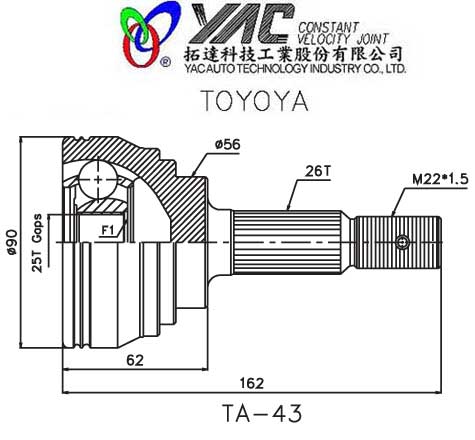 YAC CONSTANT
VELOCITY JOINT
®
拓達科技工業股份有限公司
YAC AUTO TECHNOLOGY INDUSTRY CO., LTD.
TOYOYA
ø56
26T
M22*1.5
ø90
25T Gaps
F1
62
162
TA-43